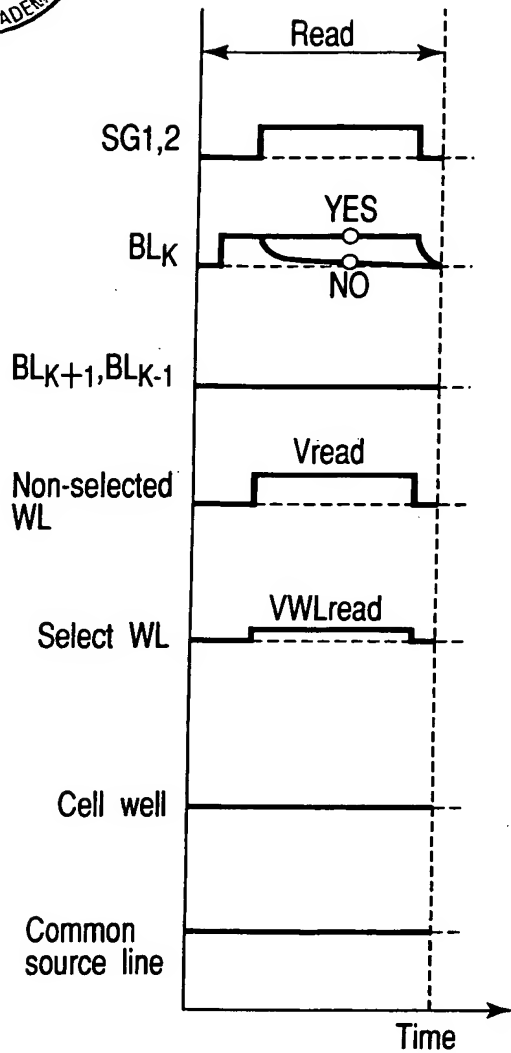 Read
SG1,2
YES
BLK
NO
BLK+1,BLK-1
Vread
Non-selected
WL
VWLread
Select WL
Cell well
Common
source line
Time